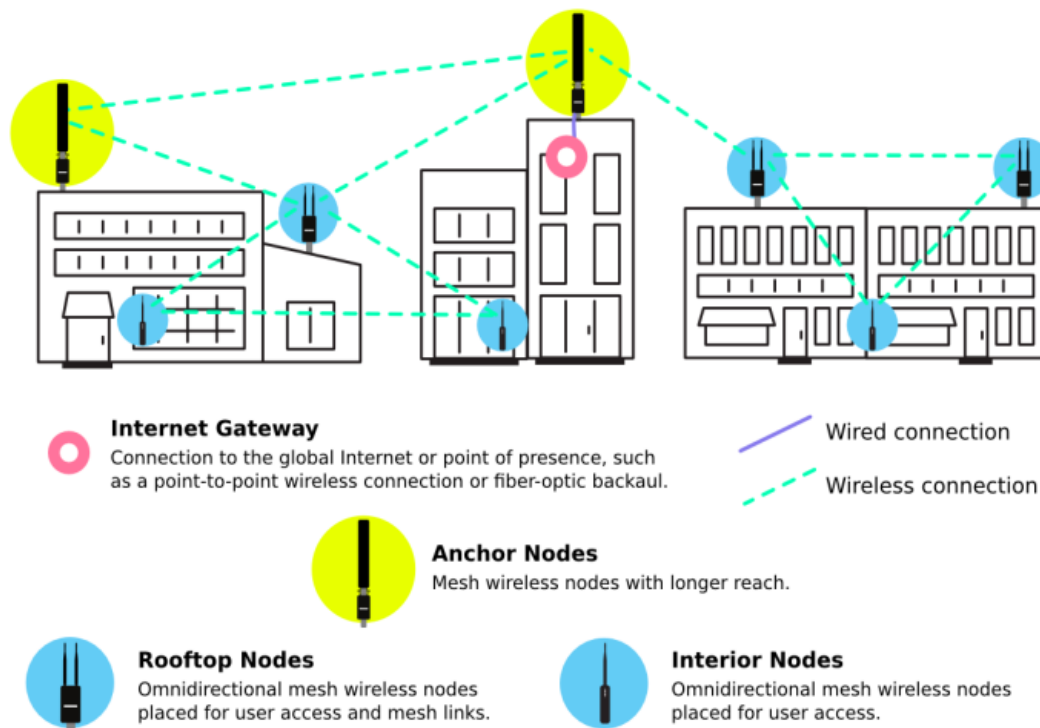 Internet Gateway
Connection to the global Internet or point of presence, such
as a point-to-point wireless connection or fiber-optic backaul.
Wired connection
Wireless connection
Anchor Nodes
Mesh wireless nodes with longer reach.
Rooftop Nodes
Omnidirectional mesh wireless nodes
placed for user access and mesh links.
Interior Nodes
Omnidirectional mesh wireless nodes
placed for user access.